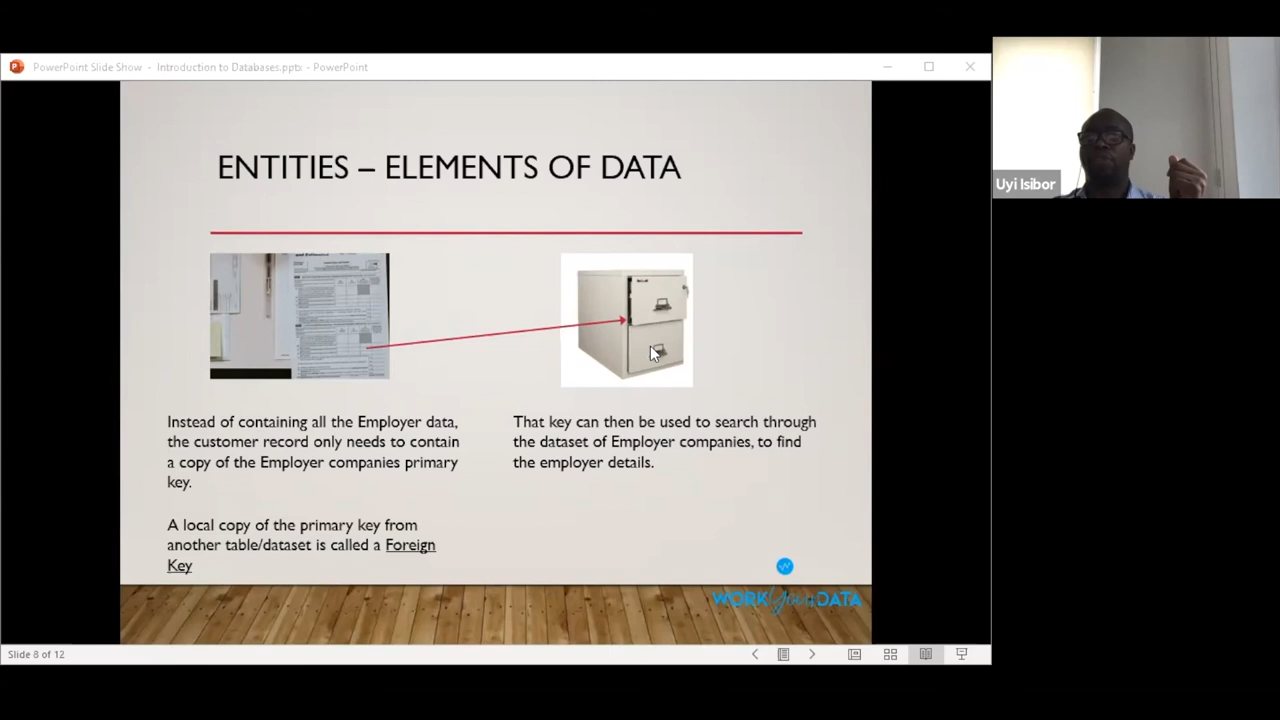 PowerPoint Slide Show - Introduction to Databases.pptx - PowerPoint
ENTITIES – ELEMENTS OF DATA
Instead of containing all the Employer data,
the customer record only needs to contain
a copy of the Employer companies primary
key.
A local copy of the primary key from
another table/dataset is called a Foreign
Key
That key can then be used to search through
the dataset of Employer companies, to find
the employer details.
WORK Your DATA
Slide 8 of 12
Uyi Isibor